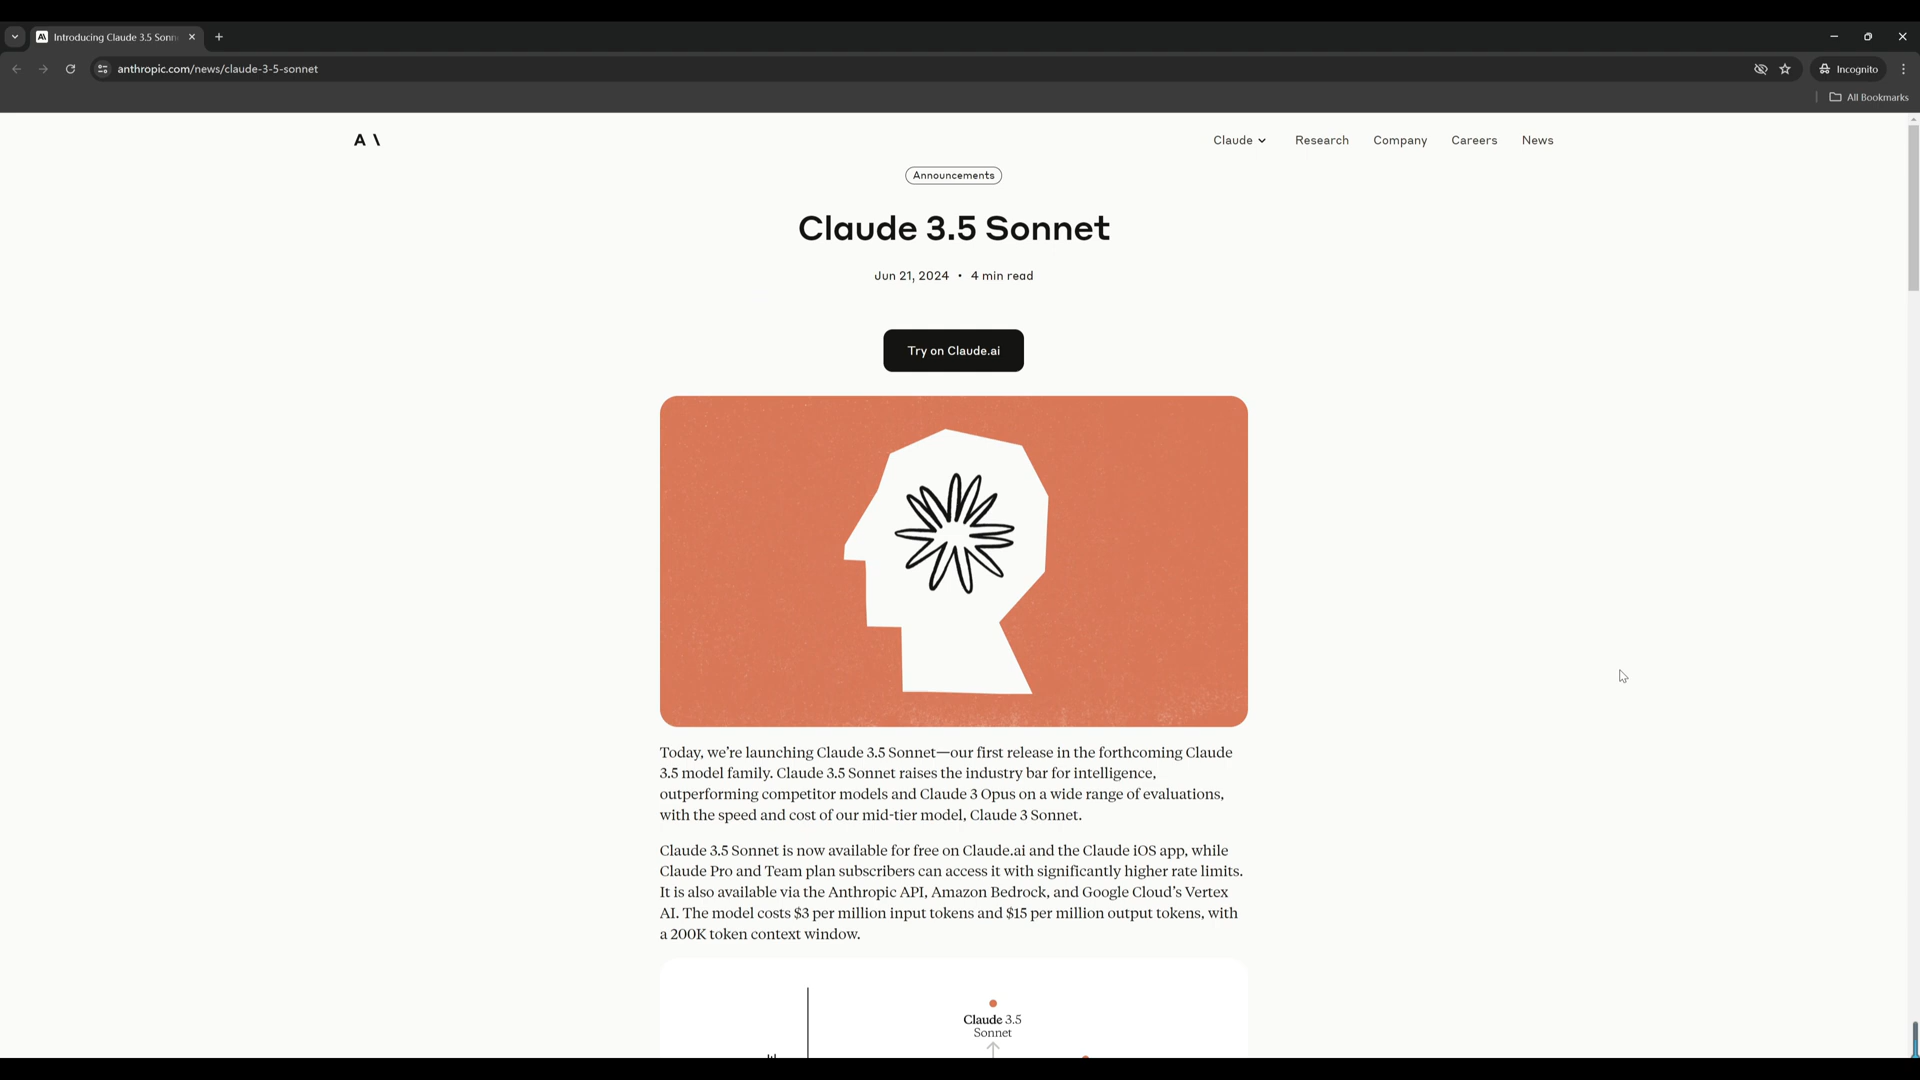 Introducing Claude 3.5 Sonn
anthropic.com/news/claude-3-5-sonnet
Incognito
All Bookmarks
A\
Claude
Research
Company
Careers
News
Announcements
Claude 3.5 Sonnet
Jun 21, 2024 • 4 min read
Try on Claude.ai
Today, we’re launching Claude 3.5 Sonnet—our first release in the forthcoming Claude
3.5 model family. Claude 3.5 Sonnet raises the industry bar for intelligence,
outperforming competitor models and Claude 3 Opus on a wide range of evaluations,
with the speed and cost of our mid-tier model, Claude 3 Sonnet.
Claude 3.5 Sonnet is now available for free on Claude.ai and the Claude iOS app, while
Claude Pro and Team plan subscribers can access it with significantly higher rate limits.
It is also available via the Anthropic API, Amazon Bedrock, and Google Cloud’s Vertex
AI. The model costs $3 per million input tokens and $15 per million output tokens, with
a 200K token context window.
Claude 3.5
Sonnet